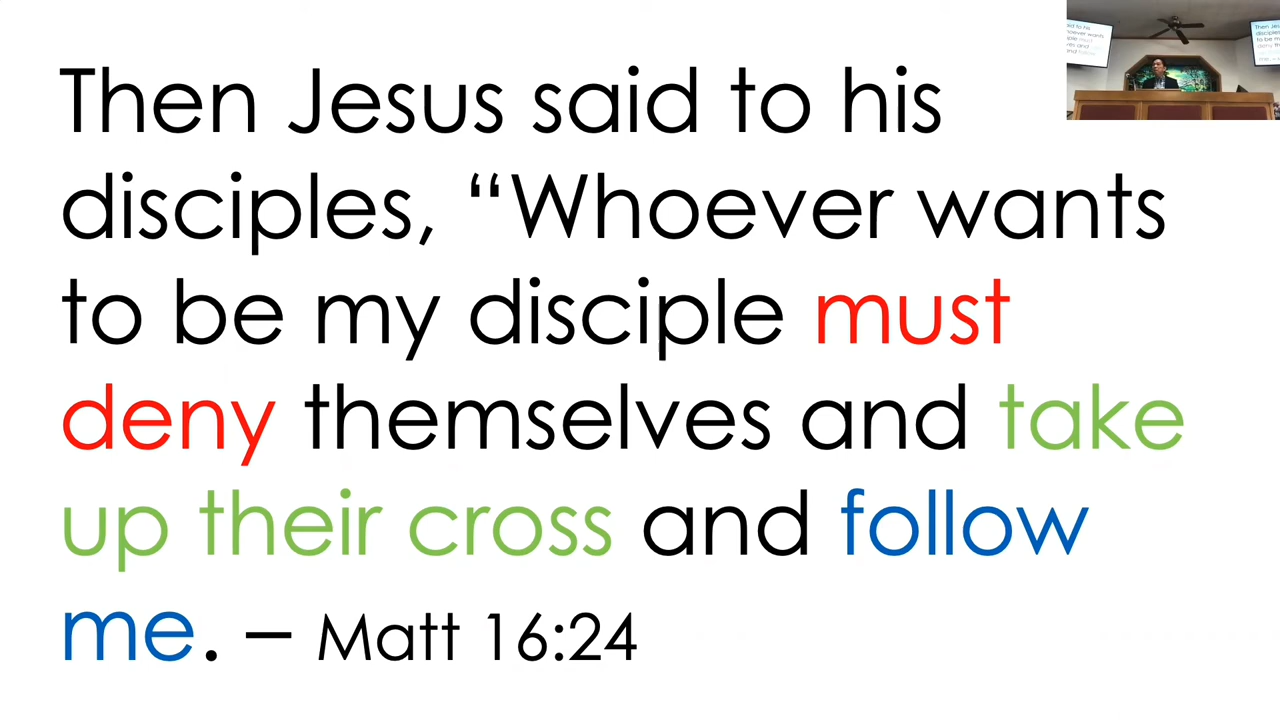 Then Jesus said to his
disciples, “Whoever wants
to be my disciple must
deny themselves and take
up their cross and follow
me. – Matt 16:24